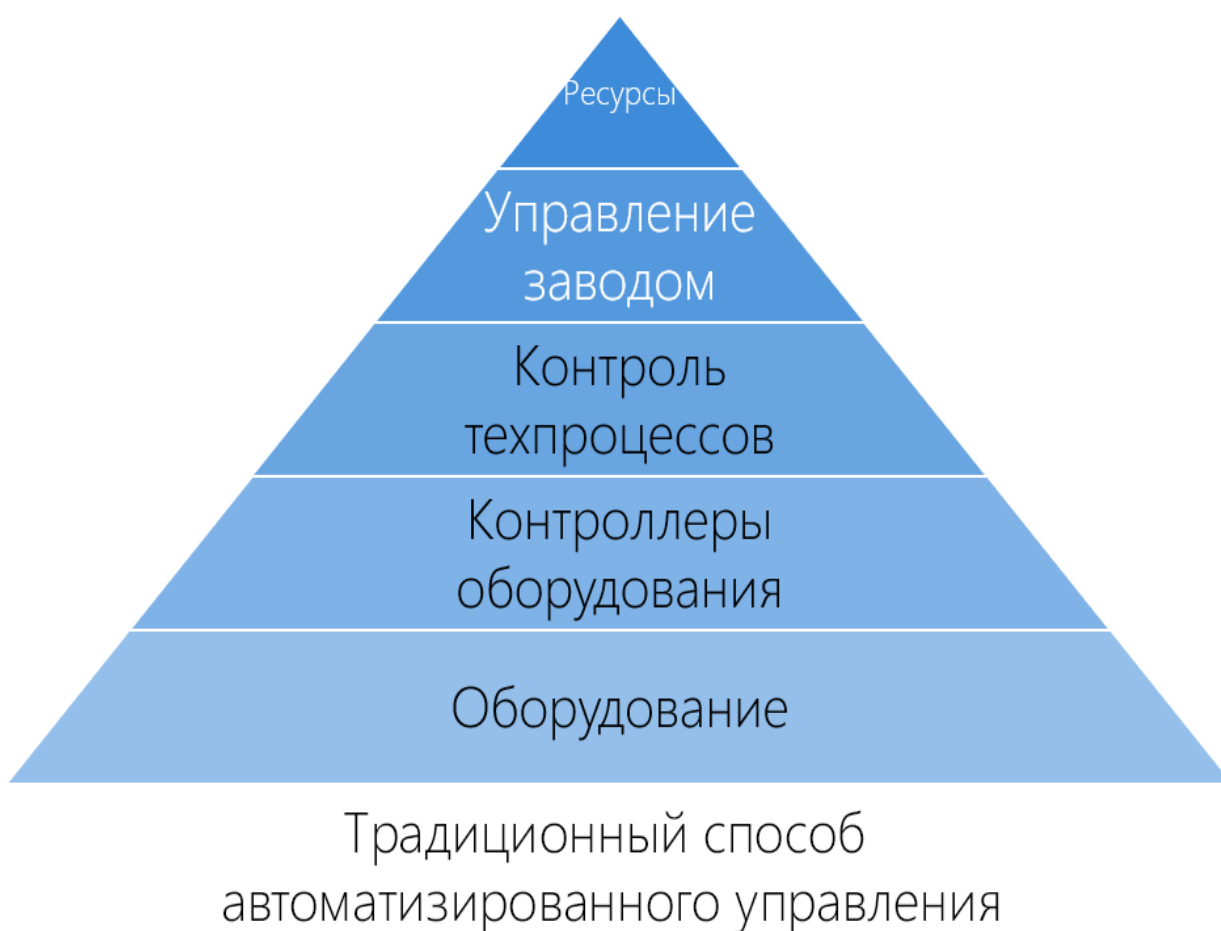 Ресурсы
Управление
заводом
Контроль
техпроцессов
Контроллеры
оборудования
Оборудование
Традиционный способ
автоматизированного управления